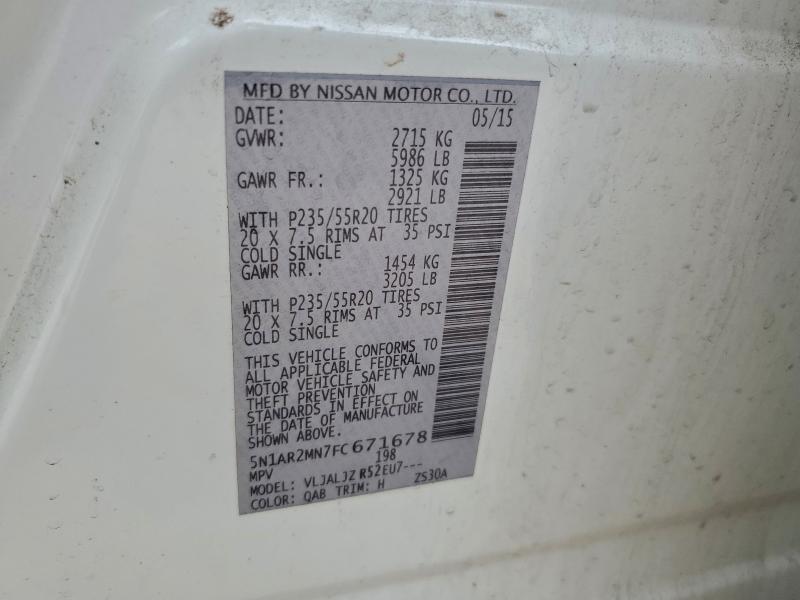 MFD BY NISSAN MOTOR CO., LTD.
DATE: 05/15
GVWR: 2715 KG
5986 LB
GAWR FR.: 1325 KG
2921 LB
WITH P235/55R20 TIRES
20 X 7.5 RIMS AT 35 PSI
COLD SINGLE
GAWR RR.: 1454 KG
3205 LB
WITH P235/55R20 TIRES
20 X 7.5 RIMS AT 35 PSI
COLD SINGLE
THIS VEHICLE CONFORMS TO
ALL APPLICABLE FEDERAL
MOTOR VEHICLE SAFETY AND
THEFT PREVENTION
STANDARDS IN EFFECT ON
THE DATE OF MANUFACTURE
SHOWN ABOVE.
5N1AR2MN7FC671678
MPV 198
MODEL: VLJALJZ R52EU7---
COLOR: QAB TRIM: H ZS30A